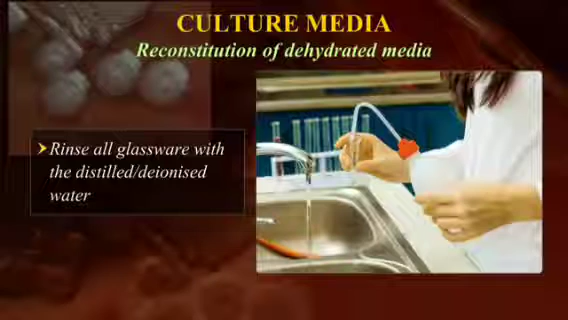 CULTURE MEDIA
Reconstitution of dehydrated media
Rinse all glassware with
the distilled/deionised
water